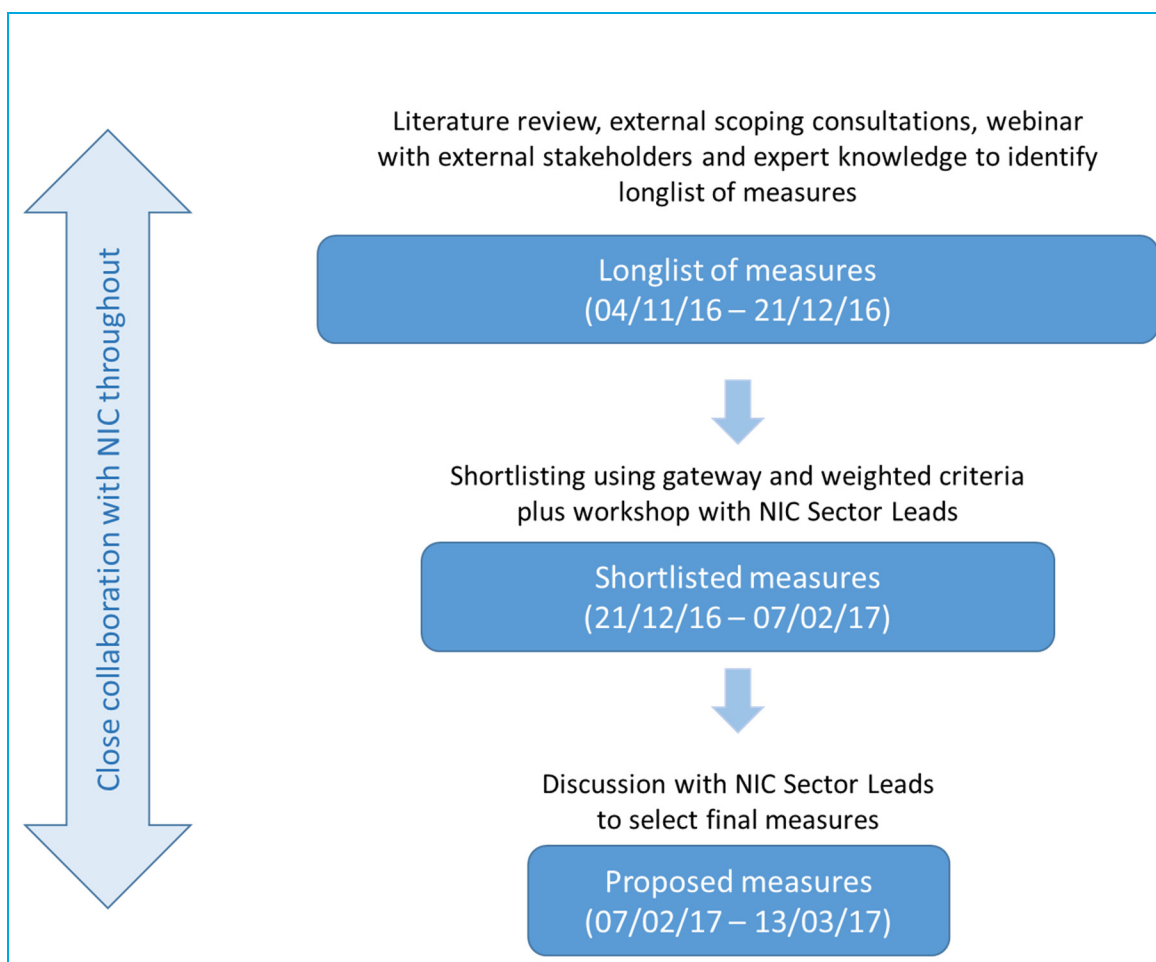 Literature review, external scoping consultations, webinar
with external stakeholders and expert knowledge to identify
longlist of measures
Longlist of measures
(04/11/16 – 21/12/16)
Shortlisting using gateway and weighted criteria
plus workshop with NIC Sector Leads
Shortlisted measures
(21/12/16 – 07/02/17)
Discussion with NIC Sector Leads
to select final measures
Proposed measures
(07/02/17 – 13/03/17)
Close collaboration with NIC throughout